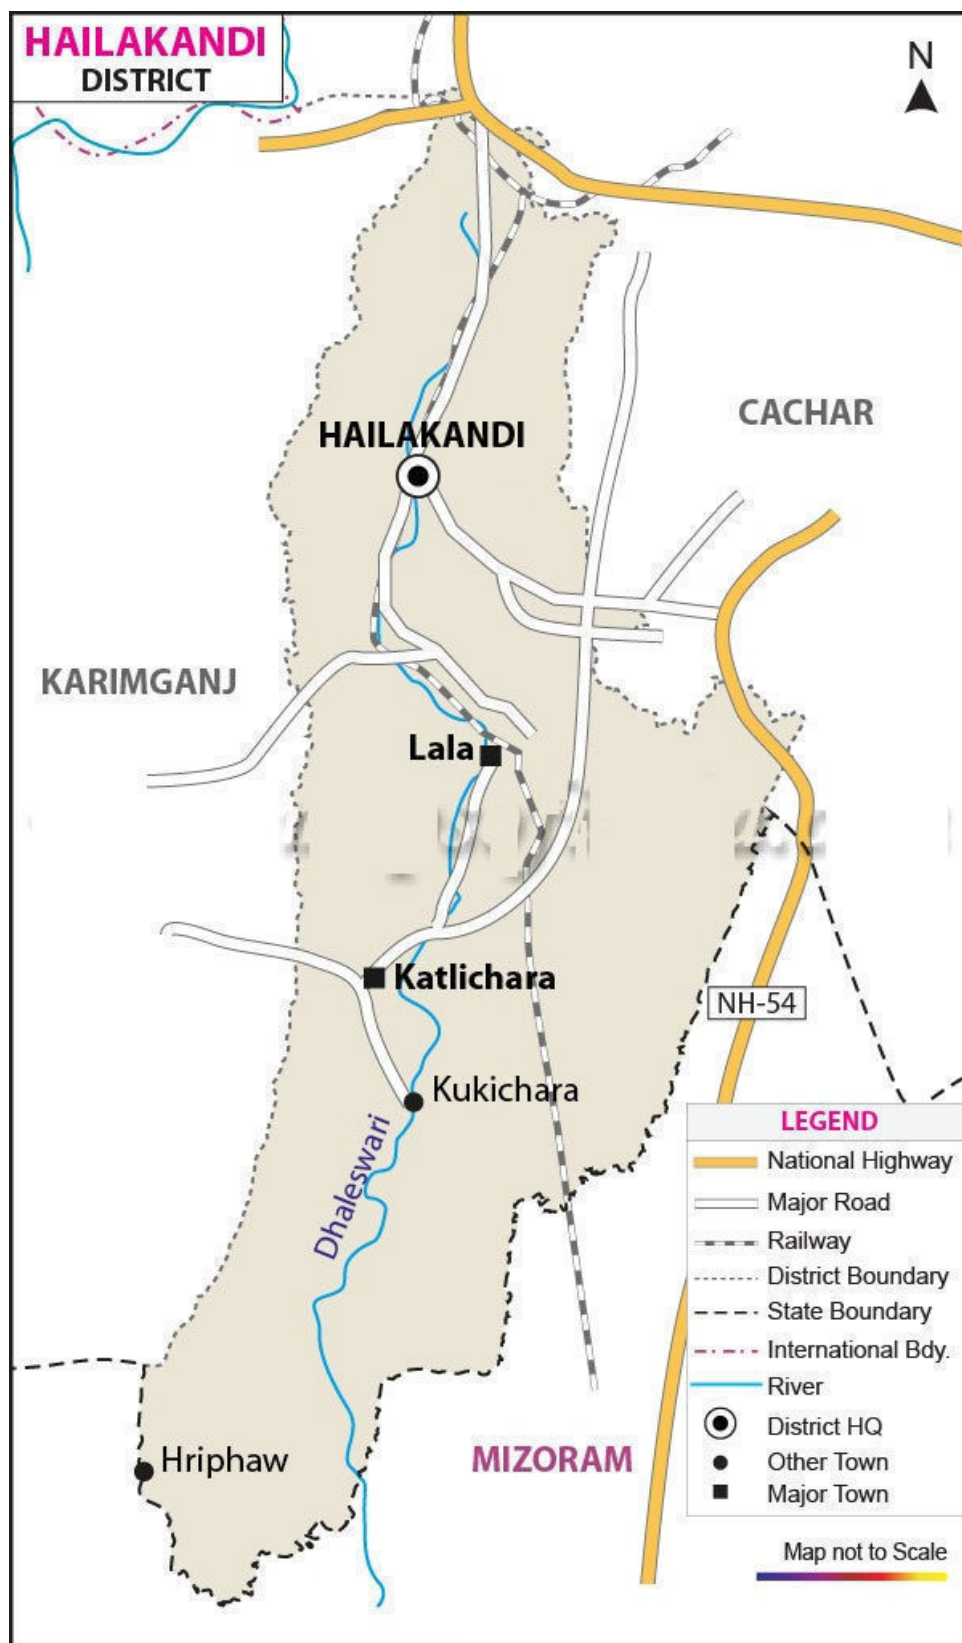 HAILAKANDI
DISTRICT
N
CACHAR
HAILAKANDI
KARIMGANJ
Lala
Katlichara
NH-54
Kukichara
Dhaleswari
Hriphaw
MIZORAM
LEGEND
National Highway
Major Road
Railway
District Boundary
State Boundary
International Bdy.
River
District HQ
Other Town
Major Town
Map not to Scale